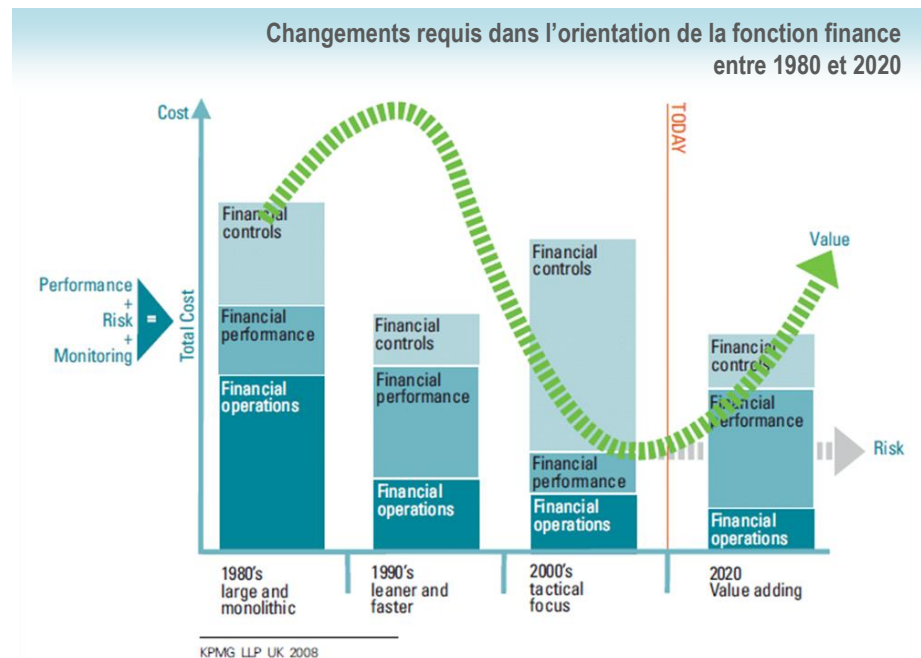 Changements requis dans l’orientation de la fonction finance
entre 1980 et 2020
Cost
TODAY
Value
Risk
Performance
+
Risk
+
Monitoring
=
Total Cost
Financial
controls
Financial
performance
Financial
operations
Financial
controls
Financial
performance
Financial
operations
Financial
controls
Financial
performance
Financial
operations
Financial
controls
Financial
performance
Financial
operations
1980's
large and
monolithic
1990's
leaner and
faster
2000's
tactical
focus
2020
Value adding
KPMG LLP UK 2008